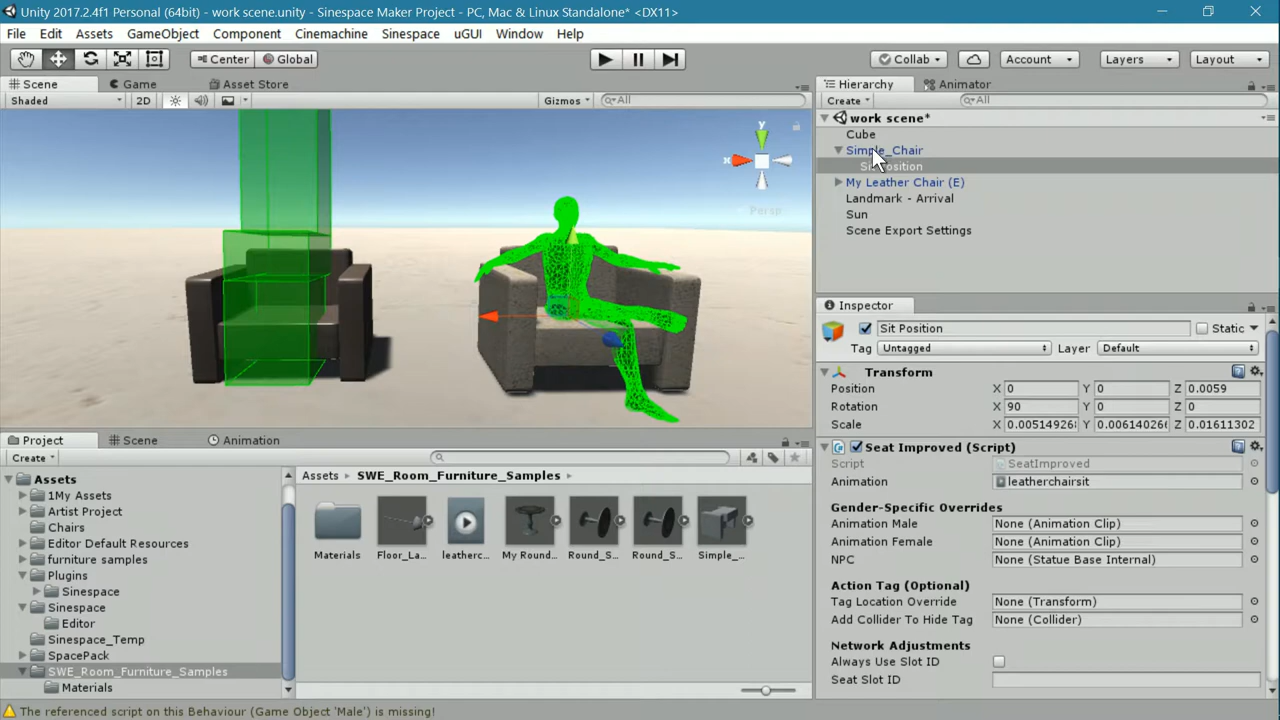 Unity 2017.2.4f1 Personal (64bit) - work scene.unity - Sinespace Maker Project - PC, Mac & Linux Standalone* <DX11>
File Edit Assets GameObject Component Cinemachine Sinespace uGUI Window Help
Center Global Collab Account Layers Layout
Scene Game Asset Store
Hierarchy Animator
Shaded 2D Gizmos All
Create All
work scene*
Cube
Simple_Chair
Position
My Leather Chair (E)
Landmark - Arrival
Sun
Scene Export Settings
y
x
Persp
Inspector
Sit Position Static
Tag Untagged Layer Default
Transform
Position X 0 Y 0 Z 0.0059
Rotation X 90 Y 0 Z 0
Scale X 0.005149268 Y 0.006140266 Z 0.01611302
Seat Improved (Script)
Script SeatImproved
Animation leatherchairsit
Gender-Specific Overrides
Animation Male None (Animation Clip)
Animation Female None (Animation Clip)
NPC None (Statue Base Internal)
Action Tag (Optional)
Tag Location Override None (Transform)
Add Collider To Hide Tag None (Collider)
Network Adjustments
Always Use Slot ID
Seat Slot ID
Project Scene Animation
Create
Assets
1My Assets
Artist Project
Chairs
Editor Default Resources
furniture samples
Plugins
Sinespace
Sinespace
Editor
Sinespace_Temp
SpacePack
SWE_Room_Furniture_Samples
Materials
Assets SWE_Room_Furniture_Samples
Materials Floor_La... leatherc... My Roun... Round_S... Round_S... Simple_...
The referenced script on this Behaviour (Game Object 'Male') is missing!